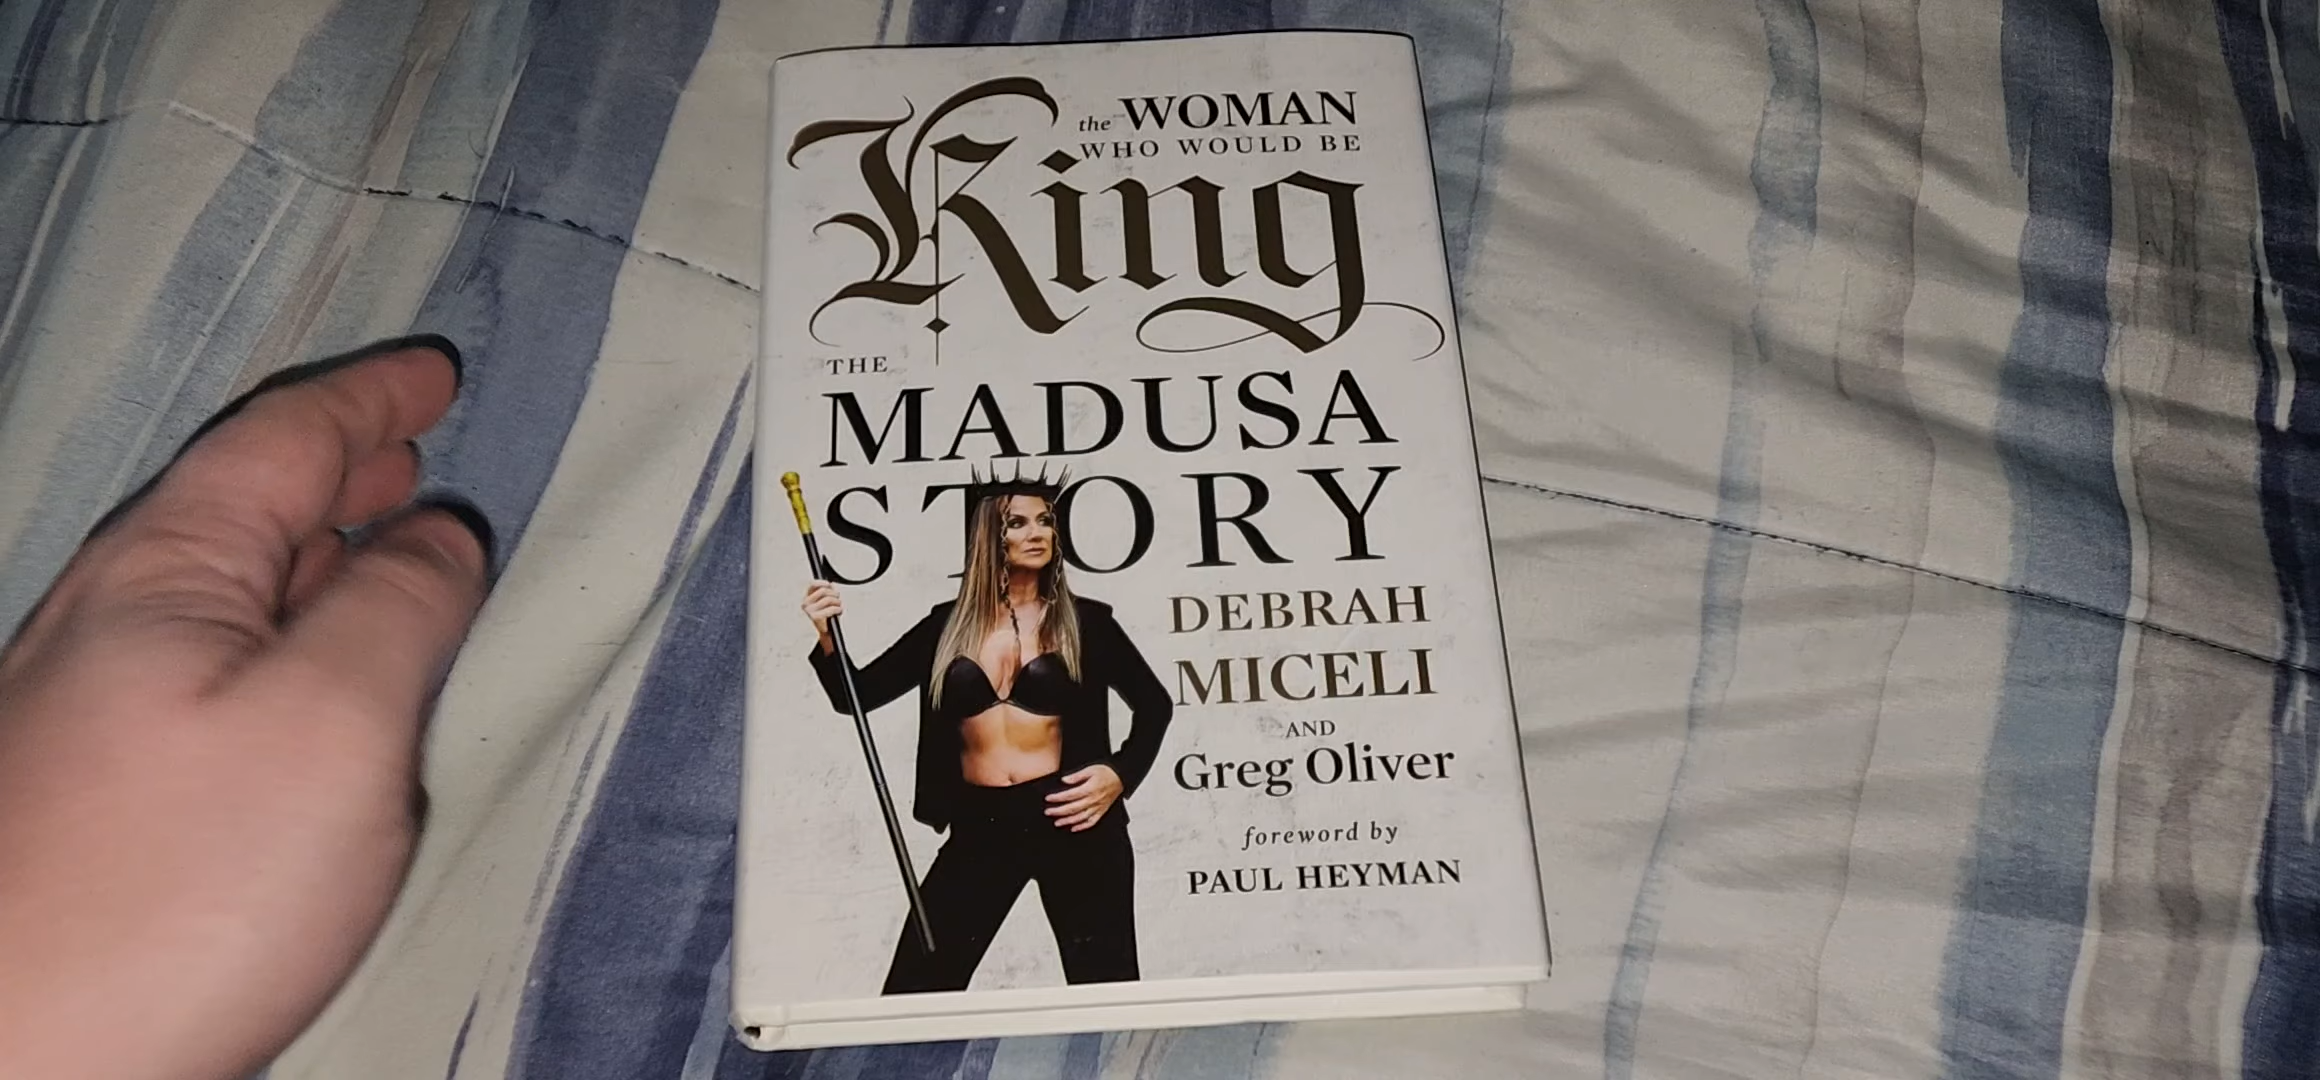 the WOMAN
WHO WOULD BE
King
THE
MADUSA
STORY
DEBRAH
MICELI
AND
Greg Oliver
foreword by
PAUL HEYMAN